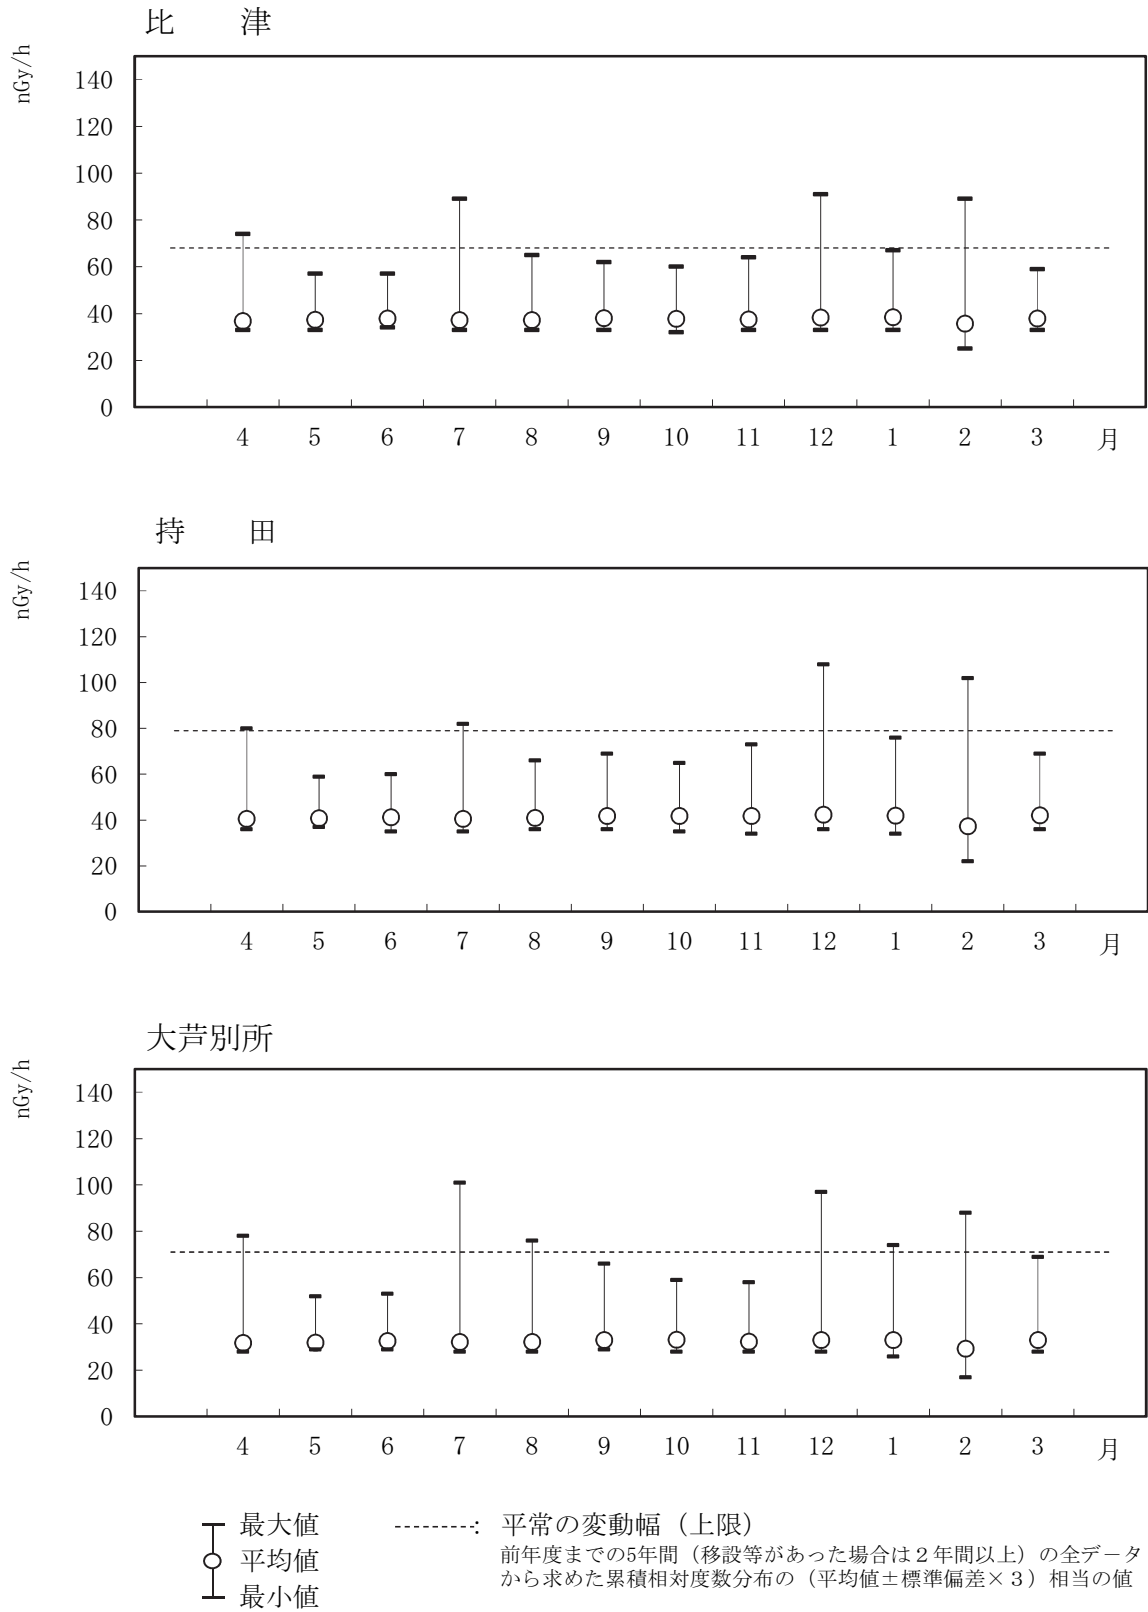 比 津
nGy/h
140
120
100
80
60
40
20
0
4 5 6 7 8 9 10 11 12 1 2 3 月
持 田
nGy/h
140
120
100
80
60
40
20
0
4 5 6 7 8 9 10 11 12 1 2 3 月
大芦別所
nGy/h
140
120
100
80
60
40
20
0
4 5 6 7 8 9 10 11 12 1 2 3 月
最大値
平均値
最小値
: 平常の変動幅（上限）
前年度までの5年間（移設等があった場合は２年間以上）の全データ
から求めた累積相対度数分布の（平均値±標準偏差×３）相当の値